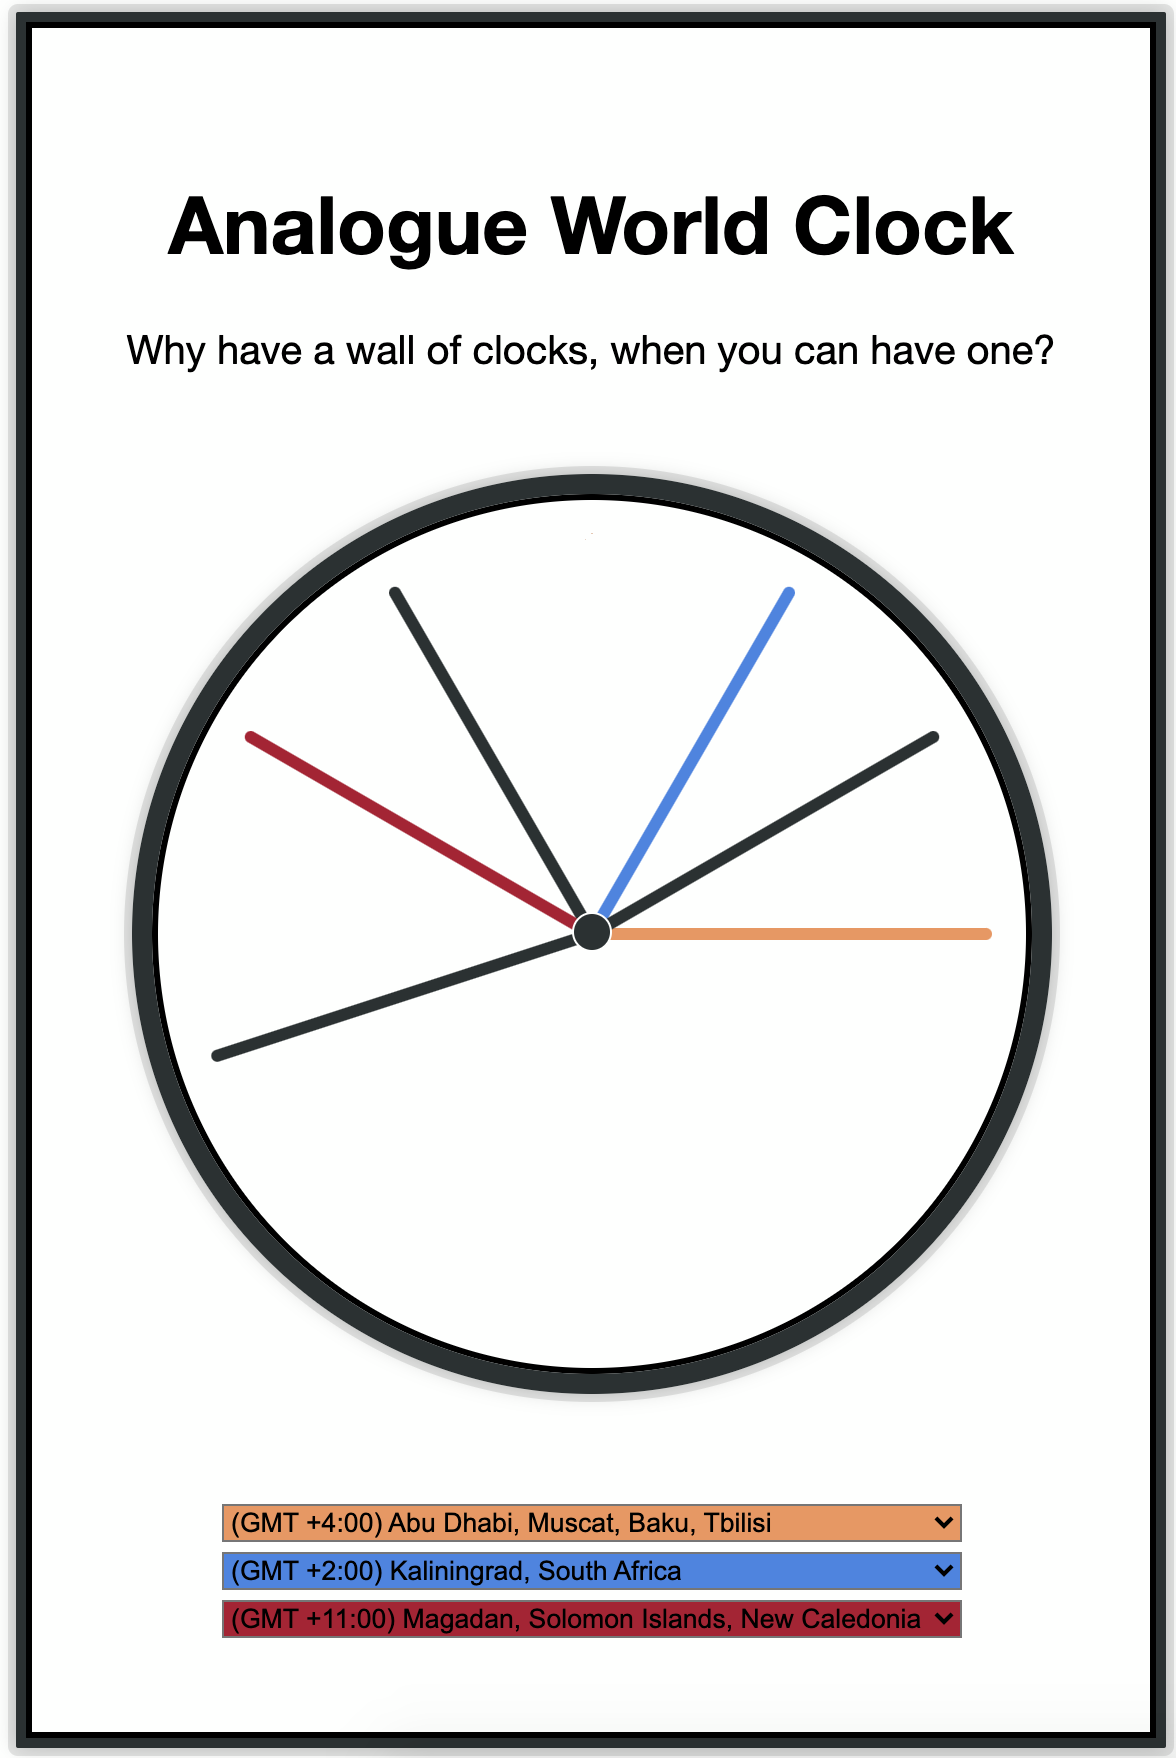 Analogue World Clock
Why have a wall of clocks, when you can have one?
(GMT +4:00) Abu Dhabi, Muscat, Baku, Tbilisi
(GMT +2:00) Kaliningrad, South Africa
(GMT +11:00) Magadan, Solomon Islands, New Caledonia